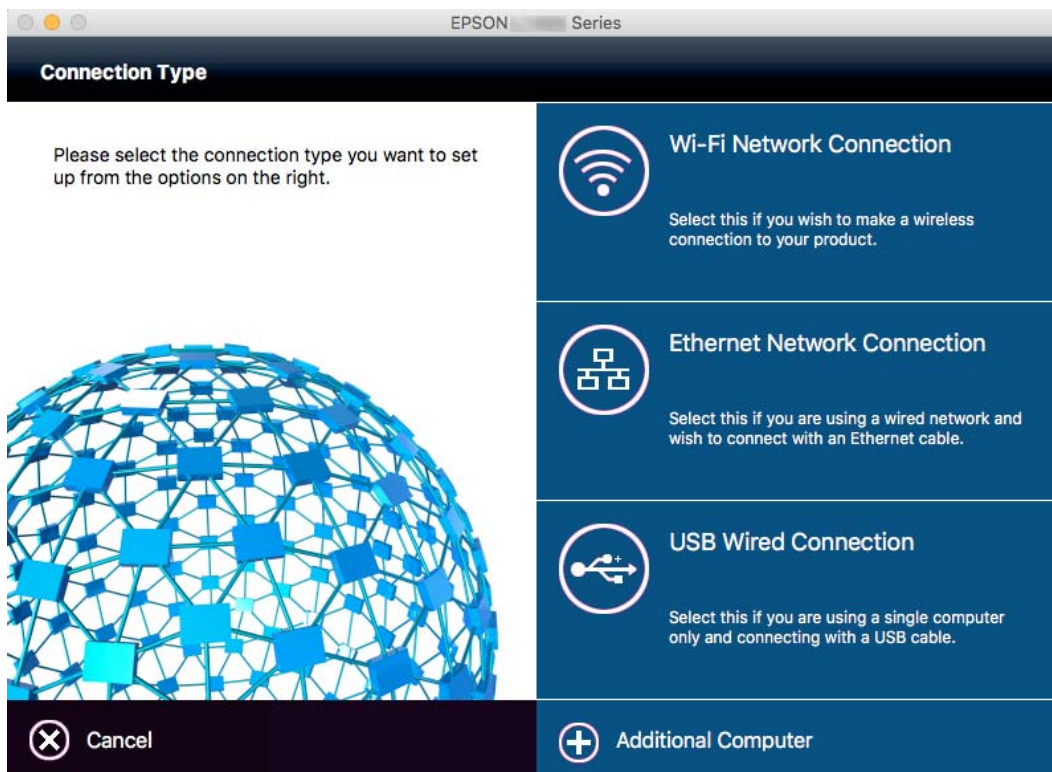 EPSON Series
Connection Type
Please select the connection type you want to set
up from the options on the right.
Wi-Fi Network Connection
Select this if you wish to make a wireless
connection to your product.
Ethernet Network Connection
Select this if you are using a wired network and
wish to connect with an Ethernet cable.
USB Wired Connection
Select this if you are using a single computer
only and connecting with a USB cable.
Cancel
Additional Computer